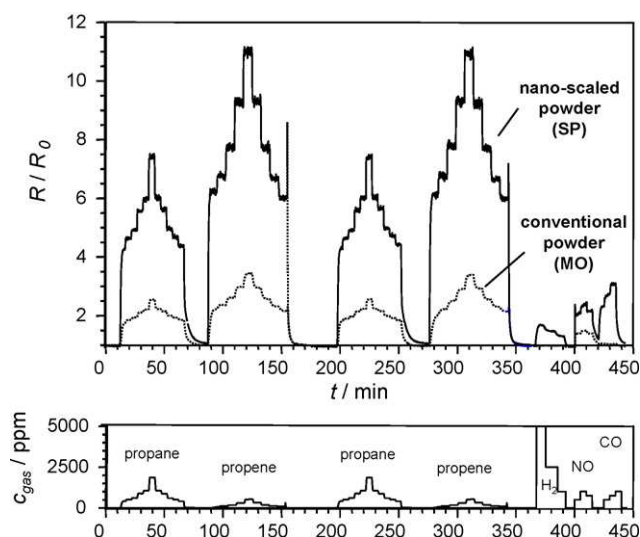 12
10
8
6
4
2
R / R0
nano-scaled
powder
(SP)
conventional
powder
(MO)
0 50 100 150 200 250 300 350 400 450
t / min
5000
2500
0
cgas / ppm
propane
propene
propane
propene
H2
NO
CO
0 50 100 150 200 250 300 350 400 450